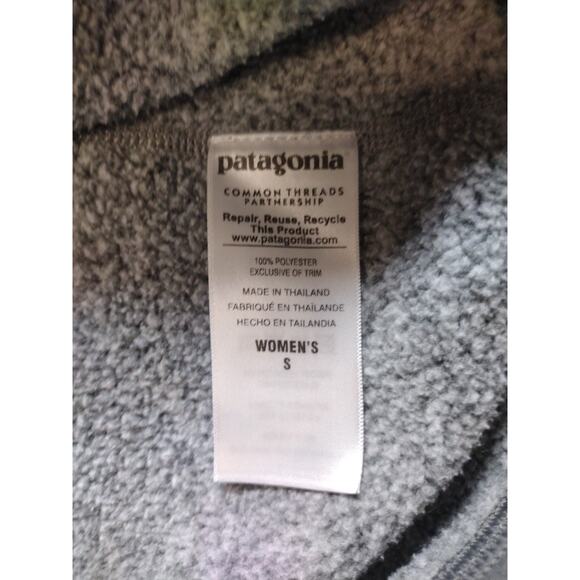 patagonia
COMMON THREADS
PARTNERSHIP
Repair, Reuse, Recycle
This Product
www.patagonia.com
100% POLYESTER
EXCLUSIVE OF TRIM
MADE IN THAILAND
FABRIQUÉ EN THAÏLANDE
HECHO EN TAILANDIA
WOMEN'S
S